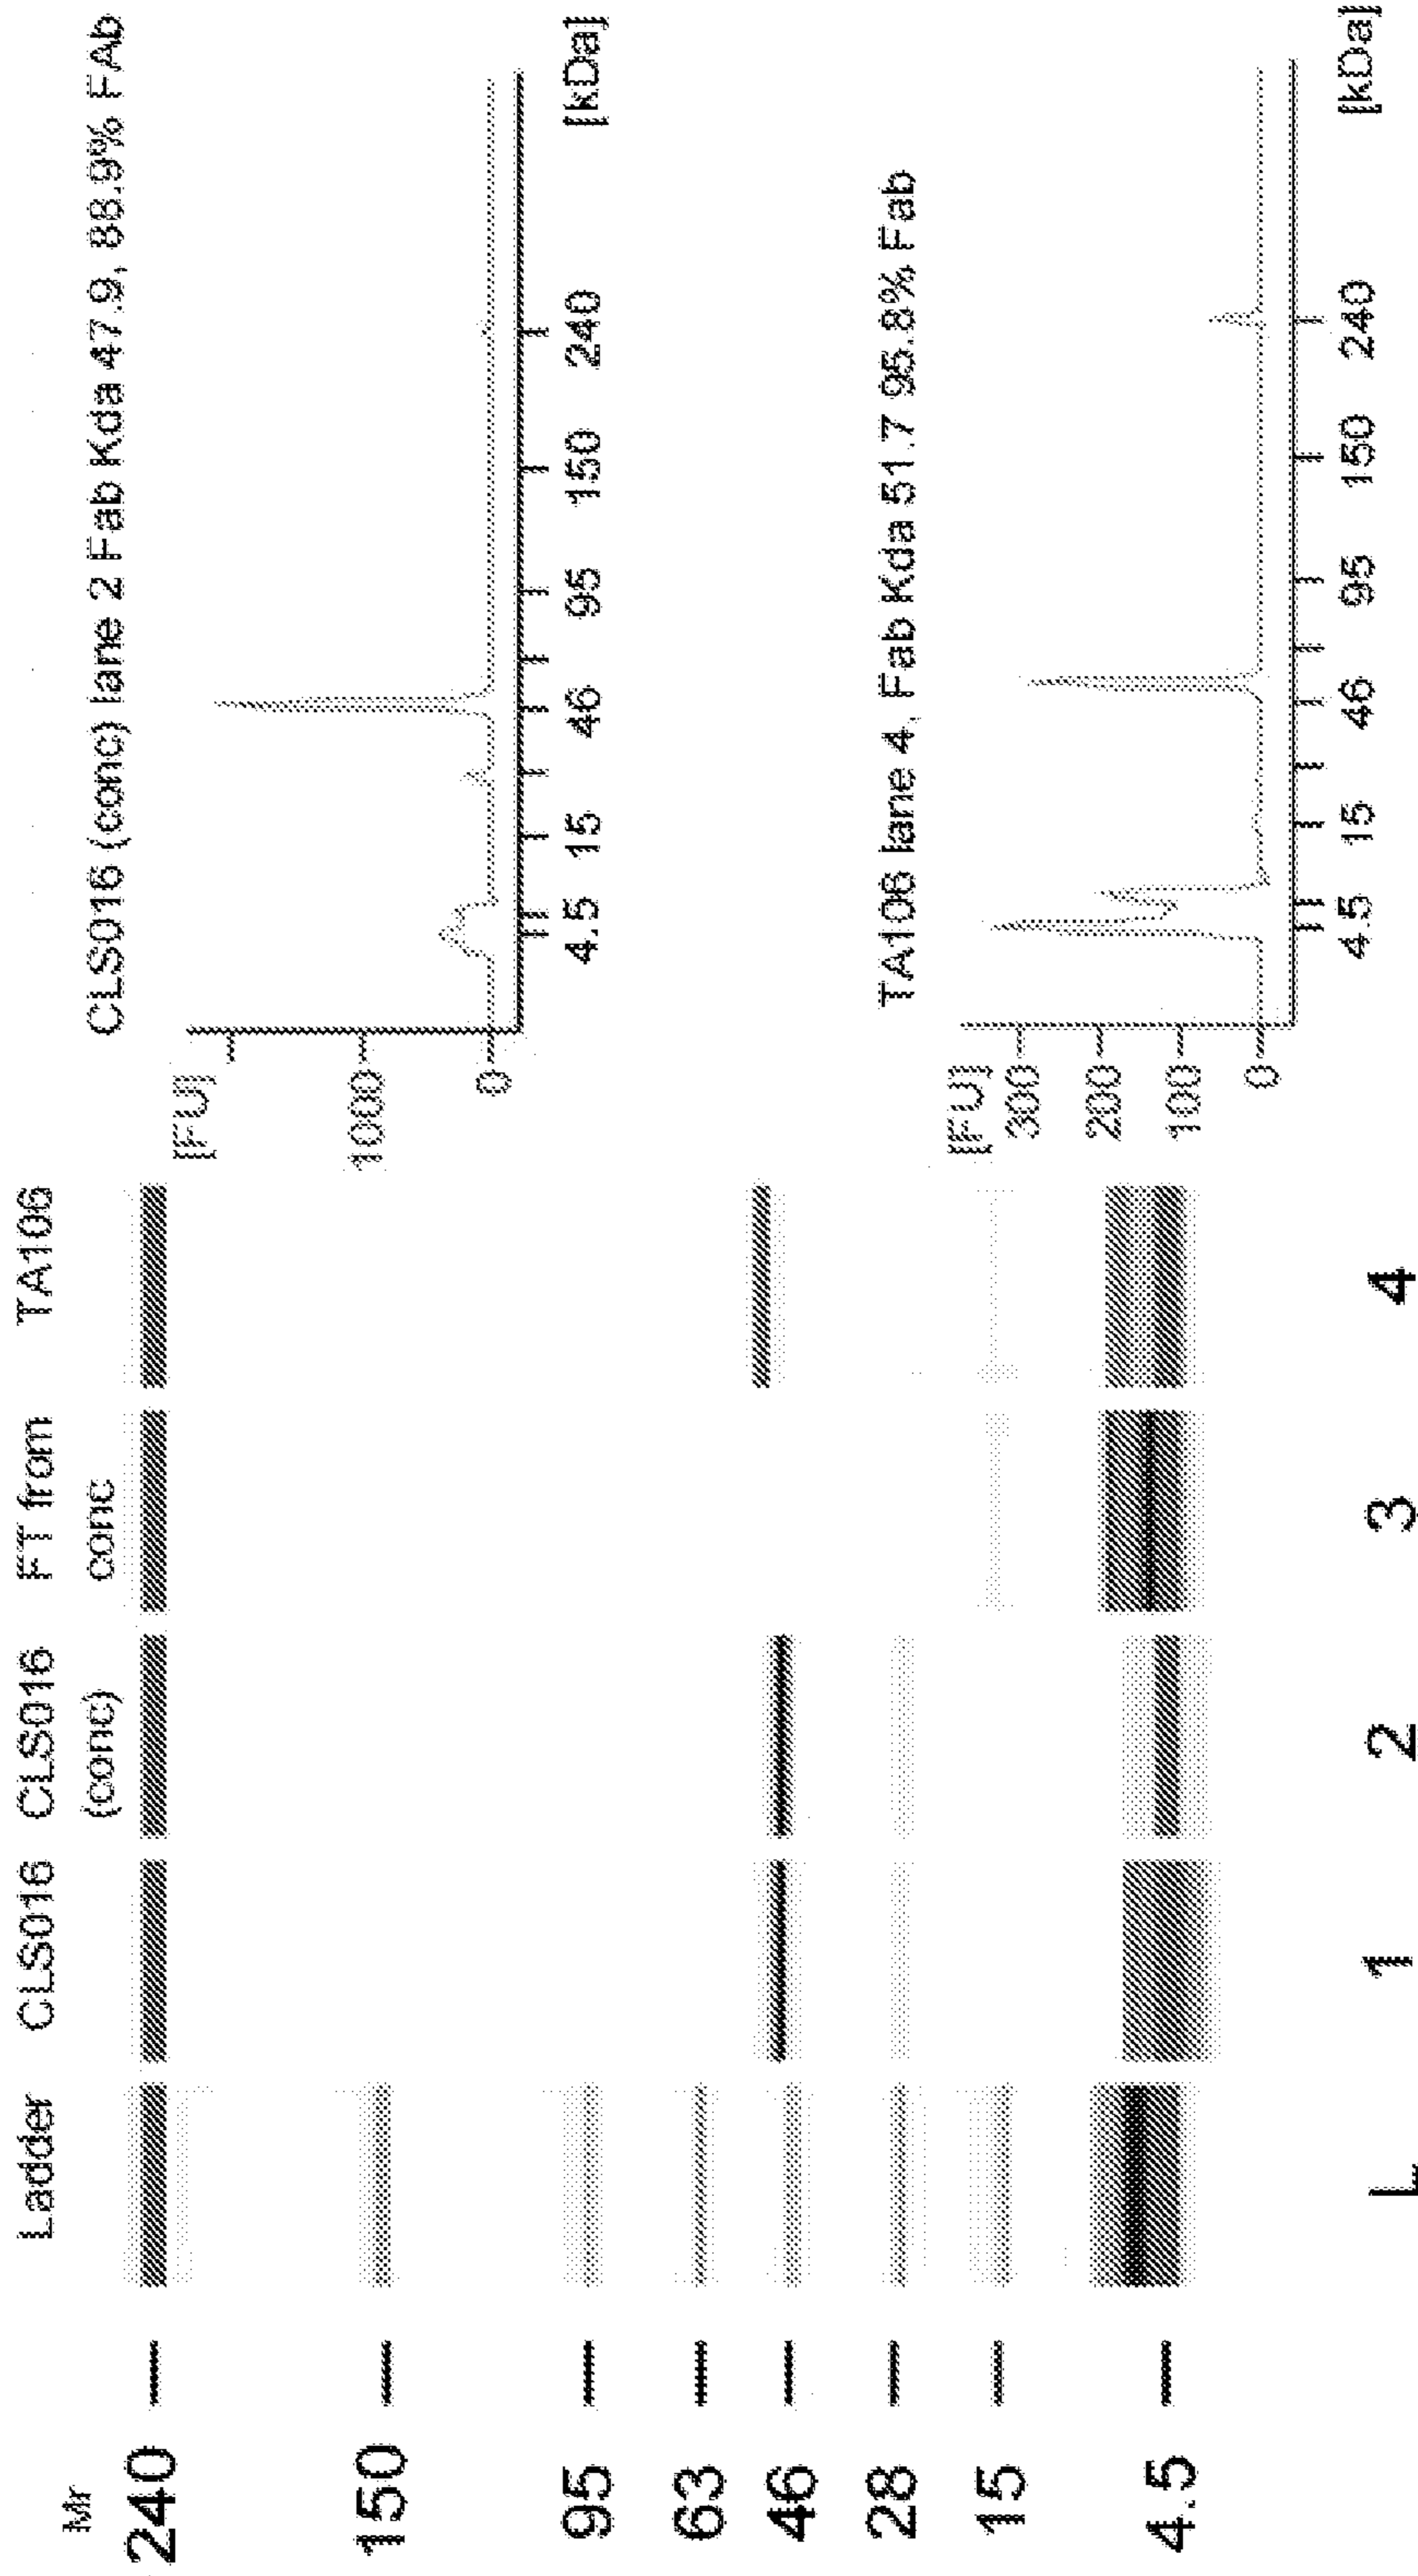 Mr
240
150
95
63
46
28
15
4.5
Ladder
CLS016
CLS016
(conc)
FT from
conc
TA106
L
1
2
3
4
CLS016 (conc) lane 2 Fab Kda 47.9, 88.9% FAb
[FU]
1000
0
4.5 15 46 95 150 240 [kDa]
TA106 lane 4, Fab Kda 51.7 95.8% Fab
[FU]
300
200
100
0
4.5 15 46 95 150 240 [kDa]